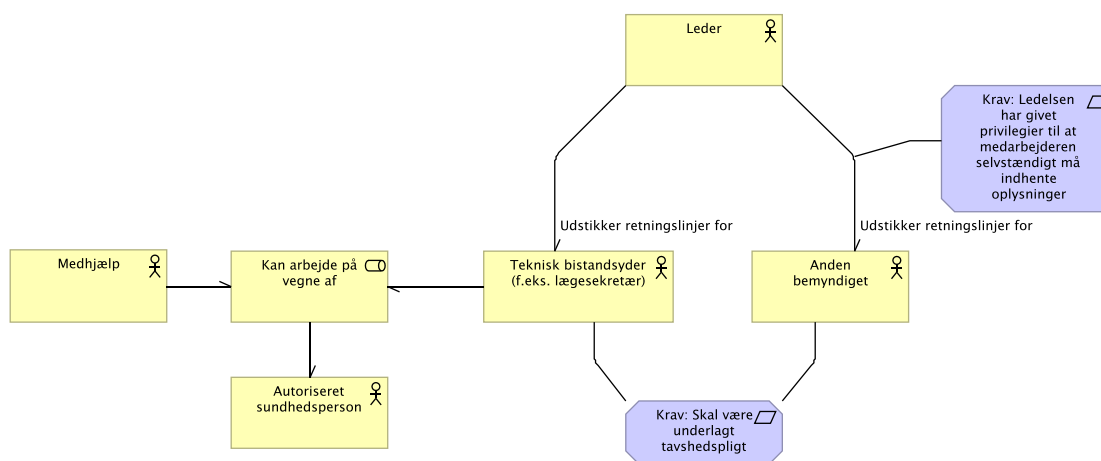 Leder
Krav: Ledelsen
har givet
privilegier til at
medarbejderen
selvstændigt må
indhente
oplysninger
Udstikker retningslinjer for
Udstikker retningslinjer for
Medhjælp
Kan arbejde på
vegne af
Teknisk bistandsyder
(f.eks. lægesekretær)
Anden
bemyndiget
Autoriseret
sundhedsperson
Krav: Skal være
underlagt
tavshedspligt